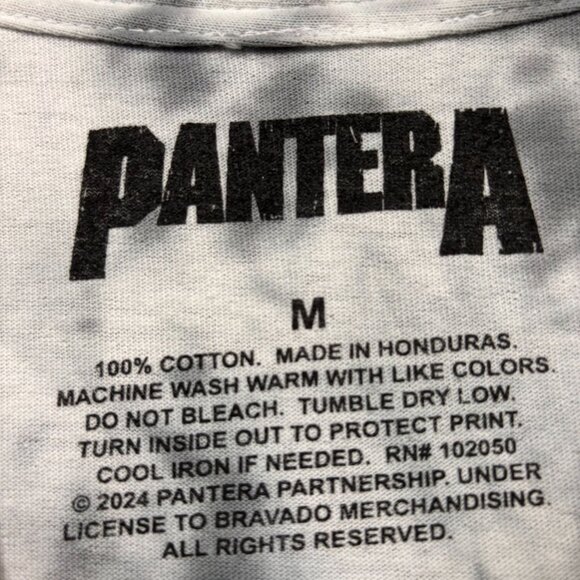 PANTERA
M
100% COTTON. MADE IN HONDURAS.
MACHINE WASH WARM WITH LIKE COLORS.
DO NOT BLEACH. TUMBLE DRY LOW.
TURN INSIDE OUT TO PROTECT PRINT.
COOL IRON IF NEEDED. RN# 102050
© 2024 PANTERA PARTNERSHIP. UNDER
LICENSE TO BRAVADO MERCHANDISING.
ALL RIGHTS RESERVED.